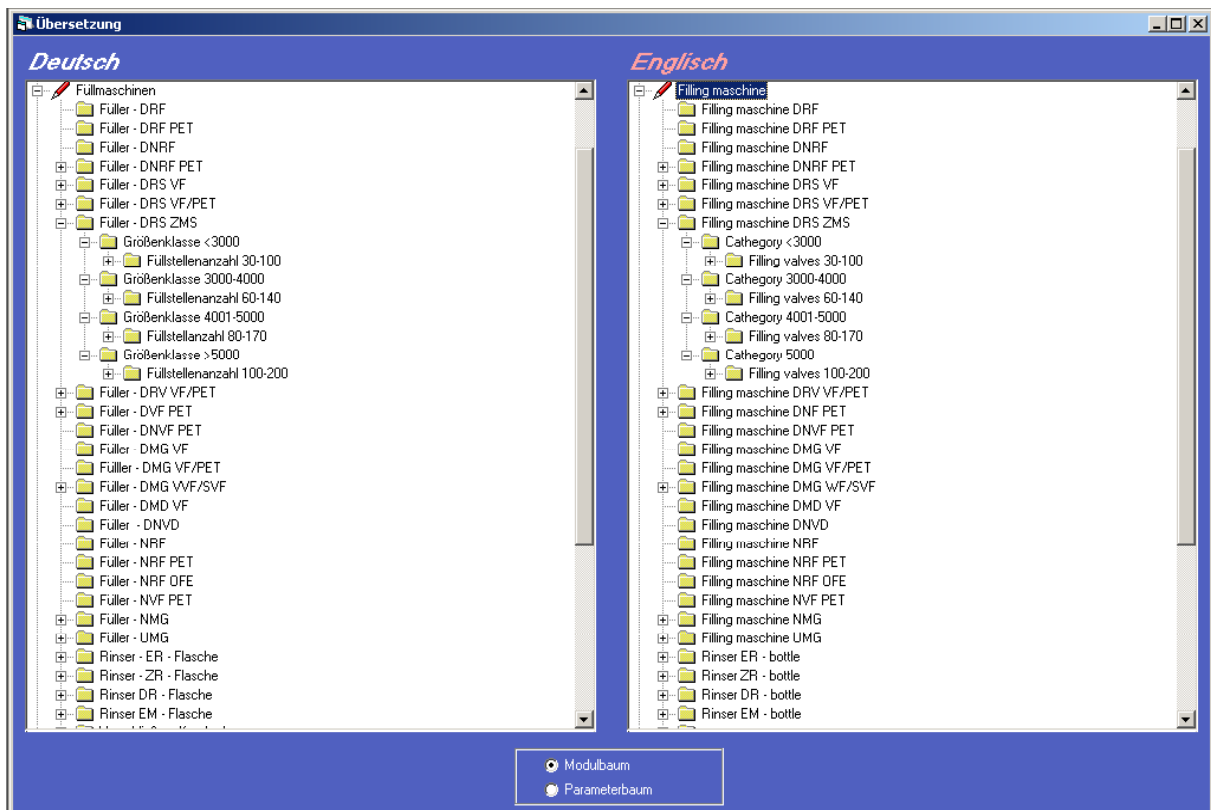 Übersetzung
Deutsch
Füllmaschinen
Füller - DRF
Füller - DRF PET
Füller - DNRF
Füller - DNRF PET
Füller - DRS VF
Füller - DRS VF/PET
Füller - DRS ZMS
Größenklasse <3000
Füllstellenanzahl 30-100
Größenklasse 3000-4000
Füllstellenanzahl 60-140
Größenklasse 4001-5000
Füllstellenanzahl 80-170
Größenklasse >5000
Füllstellenanzahl 100-200
Füller - DRV VF/PET
Füller - DVF PET
Füller - DNVF PET
Füller - DMG VF
Fülller - DMG VF/PET
Füller - DMG VVF/SVF
Füller - DMD VF
Füller - DNVD
Füller - NRF
Füller - NRF PET
Füller - NRF OFE
Füller - NVF PET
Füller - NMG
Füller - UMG
Rinser - ER - Flasche
Rinser - ZR - Flasche
Rinser DR - Flasche
Rinser EM - Flasche
Englisch
Filling maschine
Filling maschine DRF
Filling maschine DRF PET
Filling maschine DNRF
Filling maschine DNRF PET
Filling maschine DRS VF
Filling maschine DRS VF/PET
Filling maschine DRS ZMS
Cathegory <3000
Filling valves 30-100
Cathegory 3000-4000
Filling valves 60-140
Cathegory 4001-5000
Filling valves 80-170
Cathegory 5000
Filling valves 100-200
Filling maschine DRV VF/PET
Filling maschine DNF PET
Filling maschine DNVF PET
Filling maschine DMG VF
Filling maschine DMG VF/PET
Filling maschine DMG WF/SVF
Filling maschine DMD VF
Filling maschine DNVD
Filling maschine NRF
Filling maschine NRF PET
Filling maschine NRF OFE
Filling maschine NVF PET
Filling maschine NMG
Filling maschine UMG
Rinser ER - bottle
Rinser ZR - bottle
Rinser DR - bottle
Rinser EM - bottle
Modulbaum
Parameterbaum